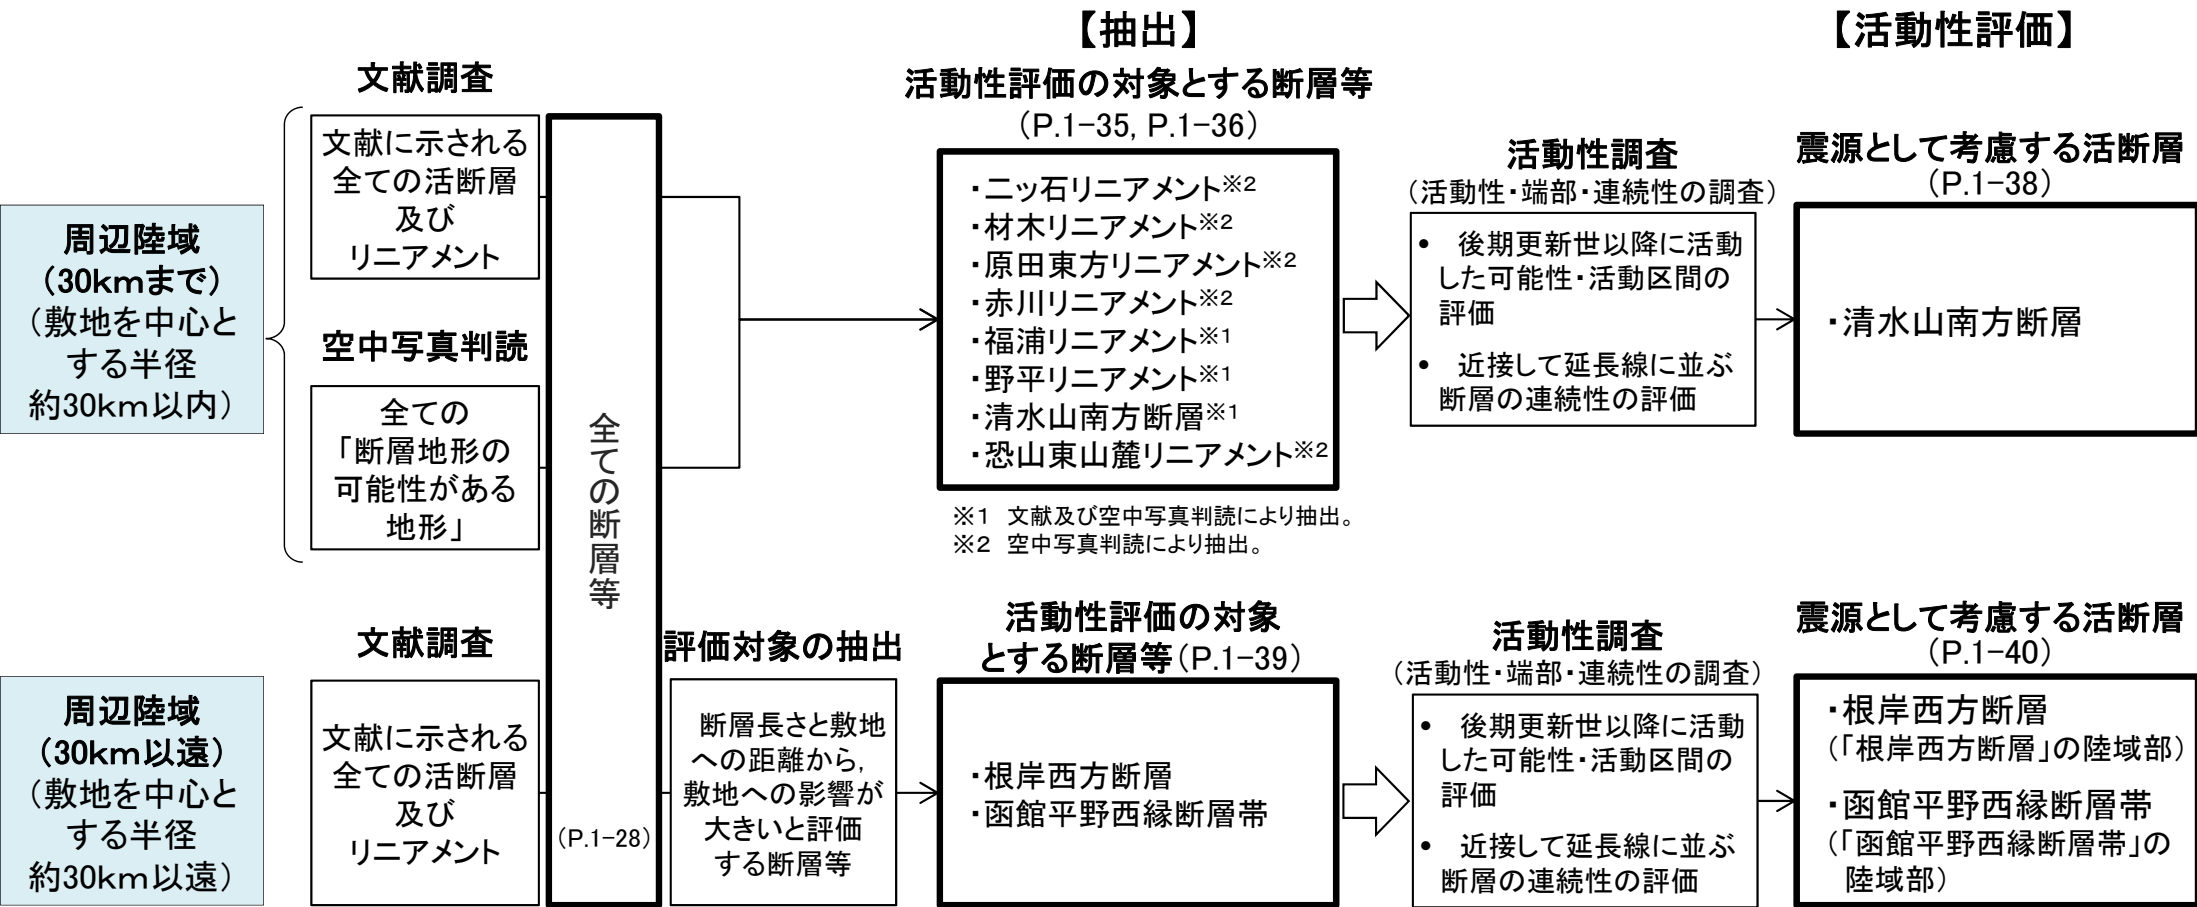 【抽出】
【活動性評価】
文献調査
活動性評価の対象とする断層等
（P.1−35, P.1−36）
活動性調査
（活動性・端部・連続性の調査）
震源として考慮する活断層
（P.1−38）
周辺陸域
（30kmまで）
（敷地を中心と
する半径
約30km以内）
文献に示される
全ての活断層
及び
リニアメント
空中写真判読
全ての
「断層地形の
可能性がある
地形」
全ての断層等
（P.1−28）
・二ッ石リニアメント※2
・材木リニアメント※2
・原田東方リニアメント※2
・赤川リニアメント※2
・福浦リニアメント※1
・野平リニアメント※1
・清水山南方断層※1
・恐山東山麓リニアメント※2
※1 文献及び空中写真判読により抽出。
※2 空中写真判読により抽出。
• 後期更新世以降に活動
した可能性・活動区間の
評価
• 近接して延長線に並ぶ
断層の連続性の評価
・清水山南方断層
周辺陸域
（30km以遠）
（敷地を中心と
する半径
約30km以遠）
文献調査
文献に示される
全ての活断層
及び
リニアメント
評価対象の抽出
断層長さと敷地
への距離から，
敷地への影響が
大きいと評価
する断層等
活動性評価の対象
とする断層等（P.1−39）
・根岸西方断層
・函館平野西縁断層帯
活動性調査
（活動性・端部・連続性の調査）
• 後期更新世以降に活動
した可能性・活動区間の
評価
• 近接して延長線に並ぶ
断層の連続性の評価
震源として考慮する活断層
（P.1−40）
・根岸西方断層
（「根岸西方断層」の陸域部）
・函館平野西縁断層帯
（「函館平野西縁断層帯」の
陸域部）